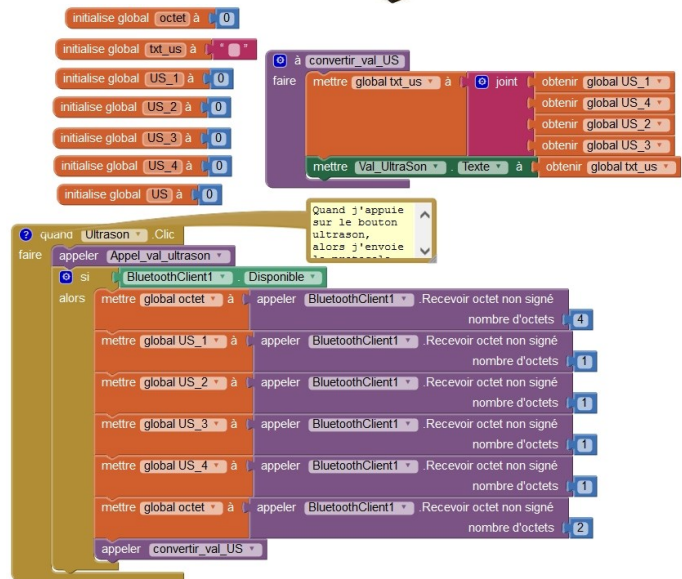 initialise global octet à 0
initialise global txt_us à " "
initialise global US_1 à 0
initialise global US_2 à 0
initialise global US_3 à 0
initialise global US_4 à 0
initialise global US à 0
à convertir_val_US
faire mettre global txt_us à joint obtenir global US_1
obtenir global US_4
obtenir global US_2
obtenir global US_3
mettre Val_UltraSon . Texte à obtenir global txt_us
Quand j'appuie
sur le bouton
ultrason,
alors j'envoie
le protocole
quand Ultrason .Clic
faire appeler Appel_val_ultrason
si BluetoothClient1 . Disponible
alors mettre global octet à appeler BluetoothClient1 .Recevoir octet non signé
nombre d'octets 4
mettre global US_1 à appeler BluetoothClient1 .Recevoir octet non signé
nombre d'octets 1
mettre global US_2 à appeler BluetoothClient1 .Recevoir octet non signé
nombre d'octets 1
mettre global US_3 à appeler BluetoothClient1 .Recevoir octet non signé
nombre d'octets 1
mettre global US_4 à appeler BluetoothClient1 .Recevoir octet non signé
nombre d'octets 1
mettre global octet à appeler BluetoothClient1 .Recevoir octet non signé
nombre d'octets 2
appeler convertir_val_US